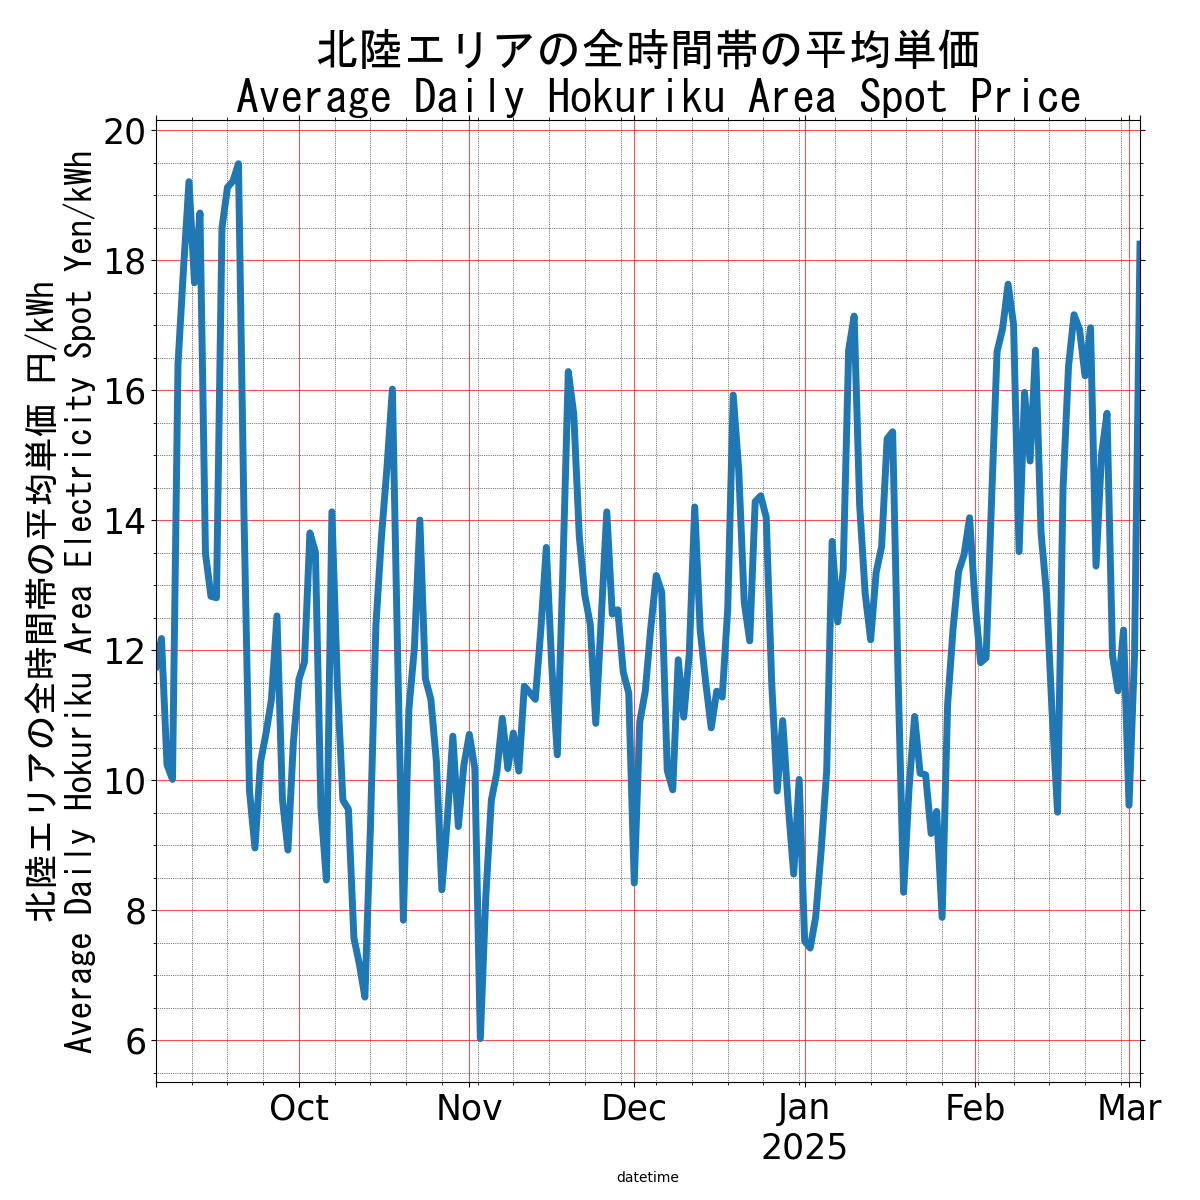 北陸エリアの全時間帯の平均単価
Average Daily Hokuriku Area Spot Price
北陸エリアの全時間帯の平均単価 円/kWh
Average Daily Hokuriku Area Electricity Spot Yen/kWh
20
18
16
14
12
10
8
6
Oct
Nov
Dec
Jan
2025
Feb
Mar
datetime